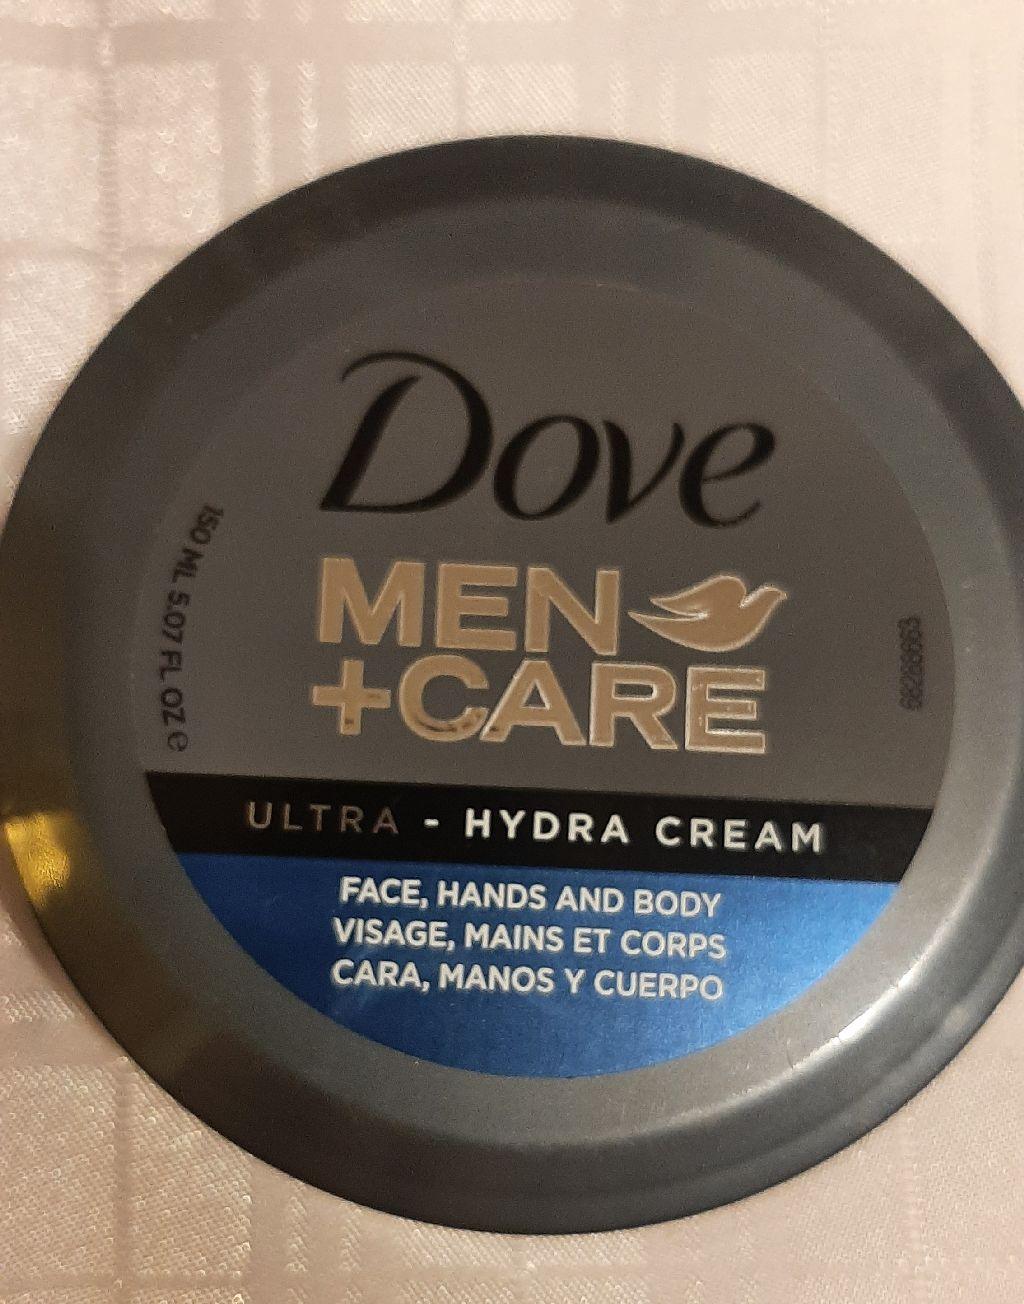 Dove
MEN
+CARE
ULTRA - HYDRA CREAM
FACE, HANDS AND BODY
VISAGE, MAINS ET CORPS
CARA, MANOS Y CUERPO
150 ML 5.07 FL OZ e
68288663